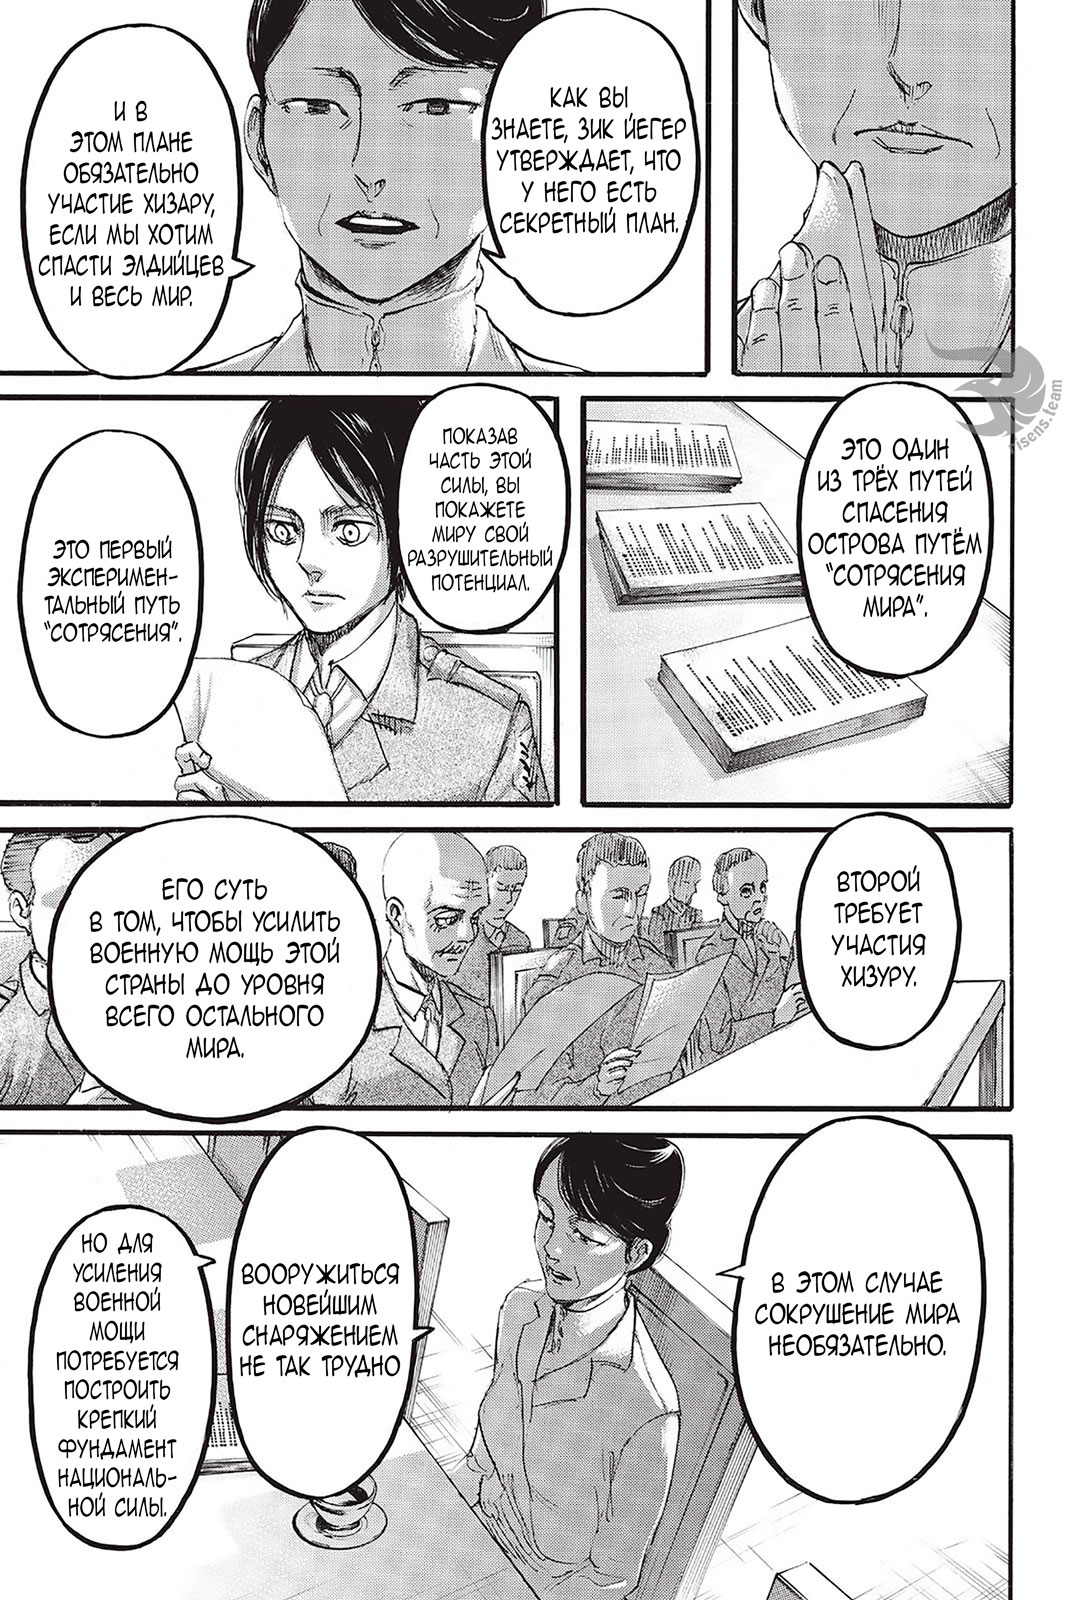 КАК ВЫ
ЗНАЕТЕ, ЗИК ЙЕГЕР
УТВЕРЖДАЕТ, ЧТО
У НЕГО ЕСТЬ
СЕКРЕТНЫЙ ПЛАН.
И В
ЭТОМ ПЛАНЕ
ОБЯЗАТЕЛЬНО
УЧАСТИЕ ХИЗАРУ,
ЕСЛИ МЫ ХОТИМ
СПАСТИ ЭЛДИЙЦЕВ
И ВЕСЬ МИР.
risens.team
ЭТО ОДИН
ИЗ ТРЁХ ПУТЕЙ
СПАСЕНИЯ
ОСТРОВА ПУТЁМ
"СОТРЯСЕНИЯ
МИРА".
ПОКАЗАВ
ЧАСТЬ ЭТОЙ
СИЛЫ, ВЫ
ПОКАЖЕТЕ
МИРУ СВОЙ
РАЗРУШИТЕЛЬНЫЙ
ПОТЕНЦИАЛ.
ЭТО ПЕРВЫЙ
ЭКСПЕРИМЕН-
ТАЛЬНЫЙ ПУТЬ
"СОТРЯСЕНИЯ".
ВТОРОЙ
ТРЕБУЕТ
УЧАСТИЯ
ХИЗУРУ.
ЕГО СУТЬ
В ТОМ, ЧТОБЫ УСИЛИТЬ
ВОЕННУЮ МОЩЬ ЭТОЙ
СТРАНЫ ДО УРОВНЯ
ВСЕГО ОСТАЛЬНОГО
МИРА.
В ЭТОМ СЛУЧАЕ
СОКРУШЕНИЕ МИРА
НЕОБЯЗАТЕЛЬНО.
ВООРУЖИТЬСЯ
НОВЕЙШИМ
СНАРЯЖЕНИЕМ
НЕ ТАК ТРУДНО
НО ДЛЯ
УСИЛЕНИЯ
ВОЕННОЙ
МОЩИ
ПОТРЕБУЕТСЯ
ПОСТРОИТЬ
КРЕПКИЙ
ФУНДАМЕНТ
НАЦИОНАЛЬ-
НОЙ СИЛЫ.